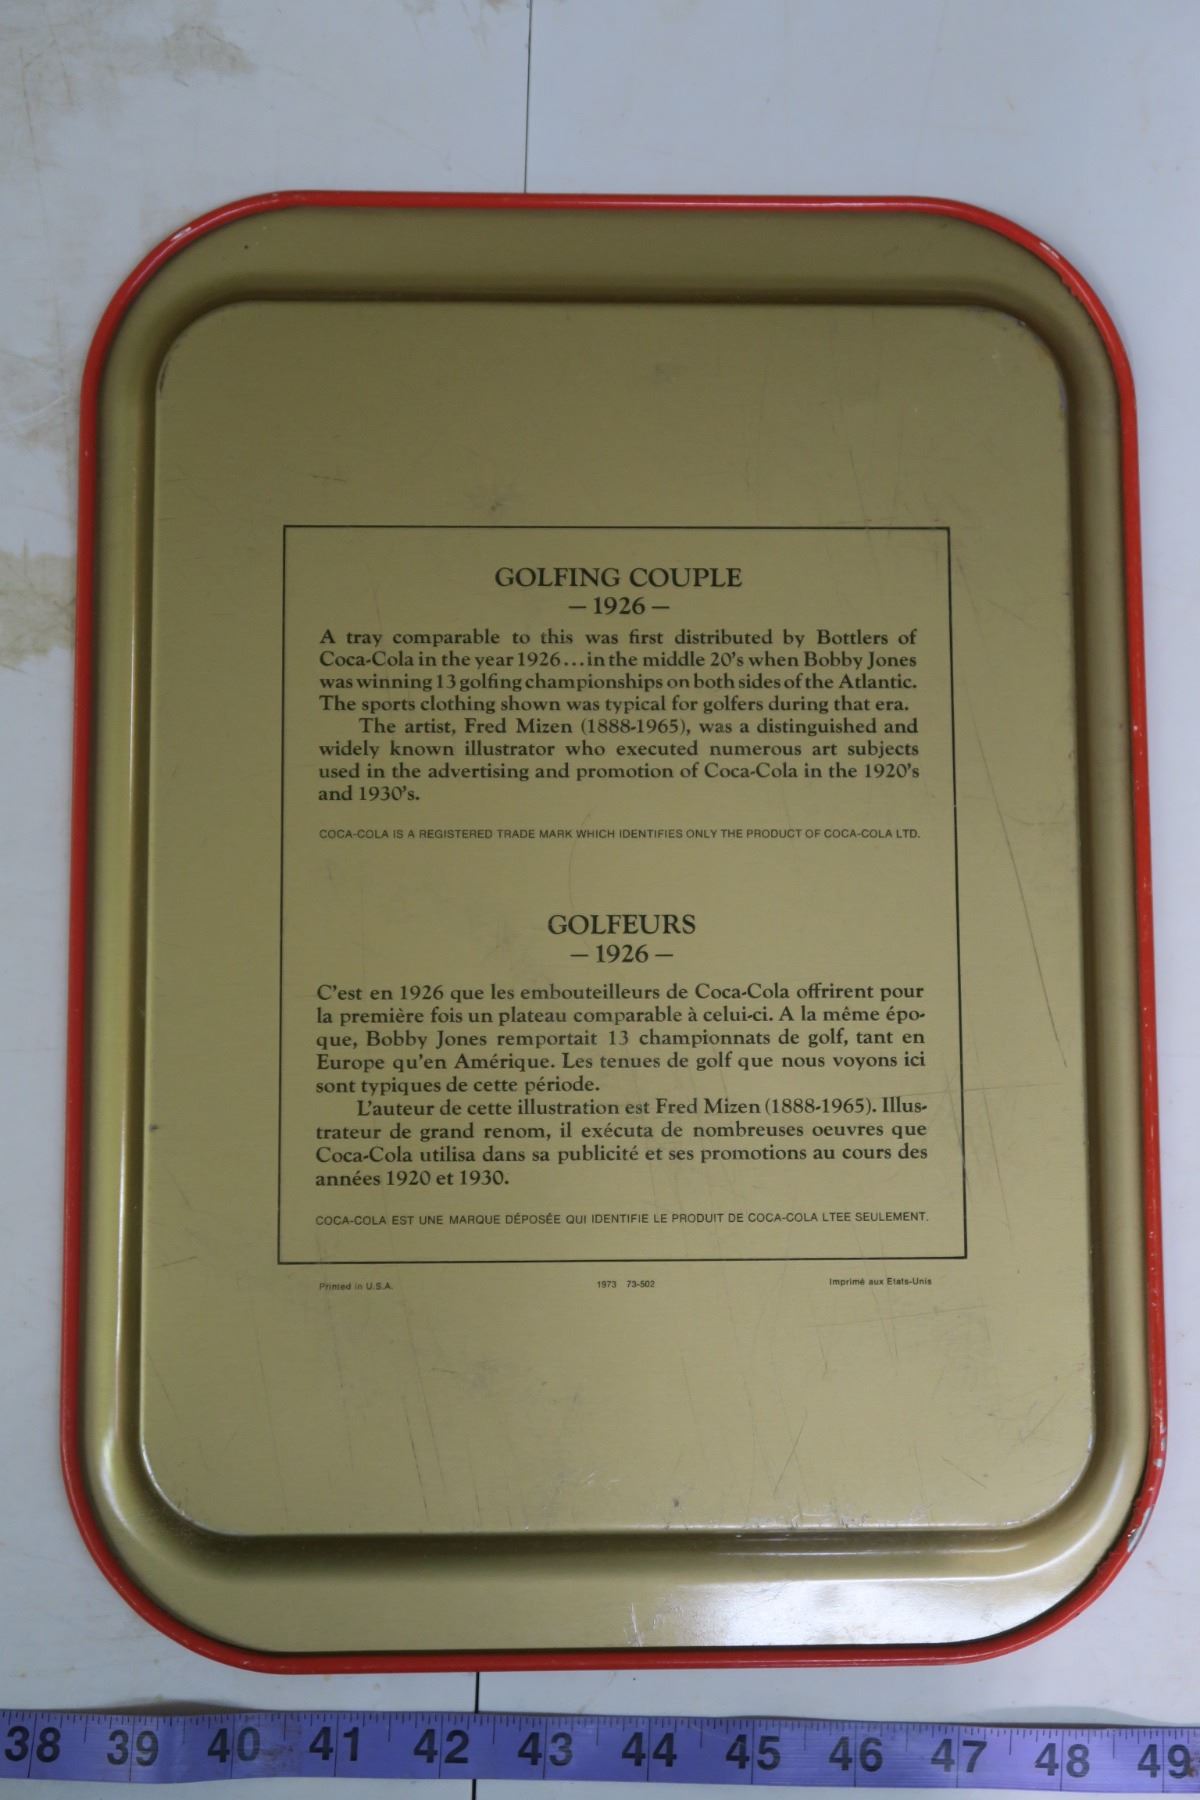 GOLFING COUPLE
— 1926 —
A tray comparable to this was first distributed by Bottlers of
Coca-Cola in the year 1926...in the middle 20's when Bobby Jones
was winning 13 golfing championships on both sides of the Atlantic.
The sports clothing shown was typical for golfers during that era.
The artist, Fred Mizen (1888-1965), was a distinguished and
widely known illustrator who executed numerous art subjects
used in the advertising and promotion of Coca-Cola in the 1920's
and 1930's.
COCA-COLA IS A REGISTERED TRADE MARK WHICH IDENTIFIES ONLY THE PRODUCT OF COCA-COLA LTD.
GOLFEURS
— 1926 —
C'est en 1926 que les embouteilleurs de Coca-Cola offrirent pour
la première fois un plateau comparable à celui-ci. A la même épo-
que, Bobby Jones remportait 13 championnats de golf, tant en
Europe qu'en Amérique. Les tenues de golf que nous voyons ici
sont typiques de cette période.
L'auteur de cette illustration est Fred Mizen (1888-1965). Illus-
trateur de grand renom, il exécuta de nombreuses oeuvres que
Coca-Cola utilisa dans sa publicité et ses promotions au cours des
années 1920 et 1930.
COCA-COLA EST UNE MARQUE DÉPOSÉE QUI IDENTIFIE LE PRODUIT DE COCA-COLA LTEE SEULEMENT.
Printed in U.S.A. 1973 73-502 Imprimé aux Etats-Unis
38 39 40 41 42 43 44 45 46 47 48 49